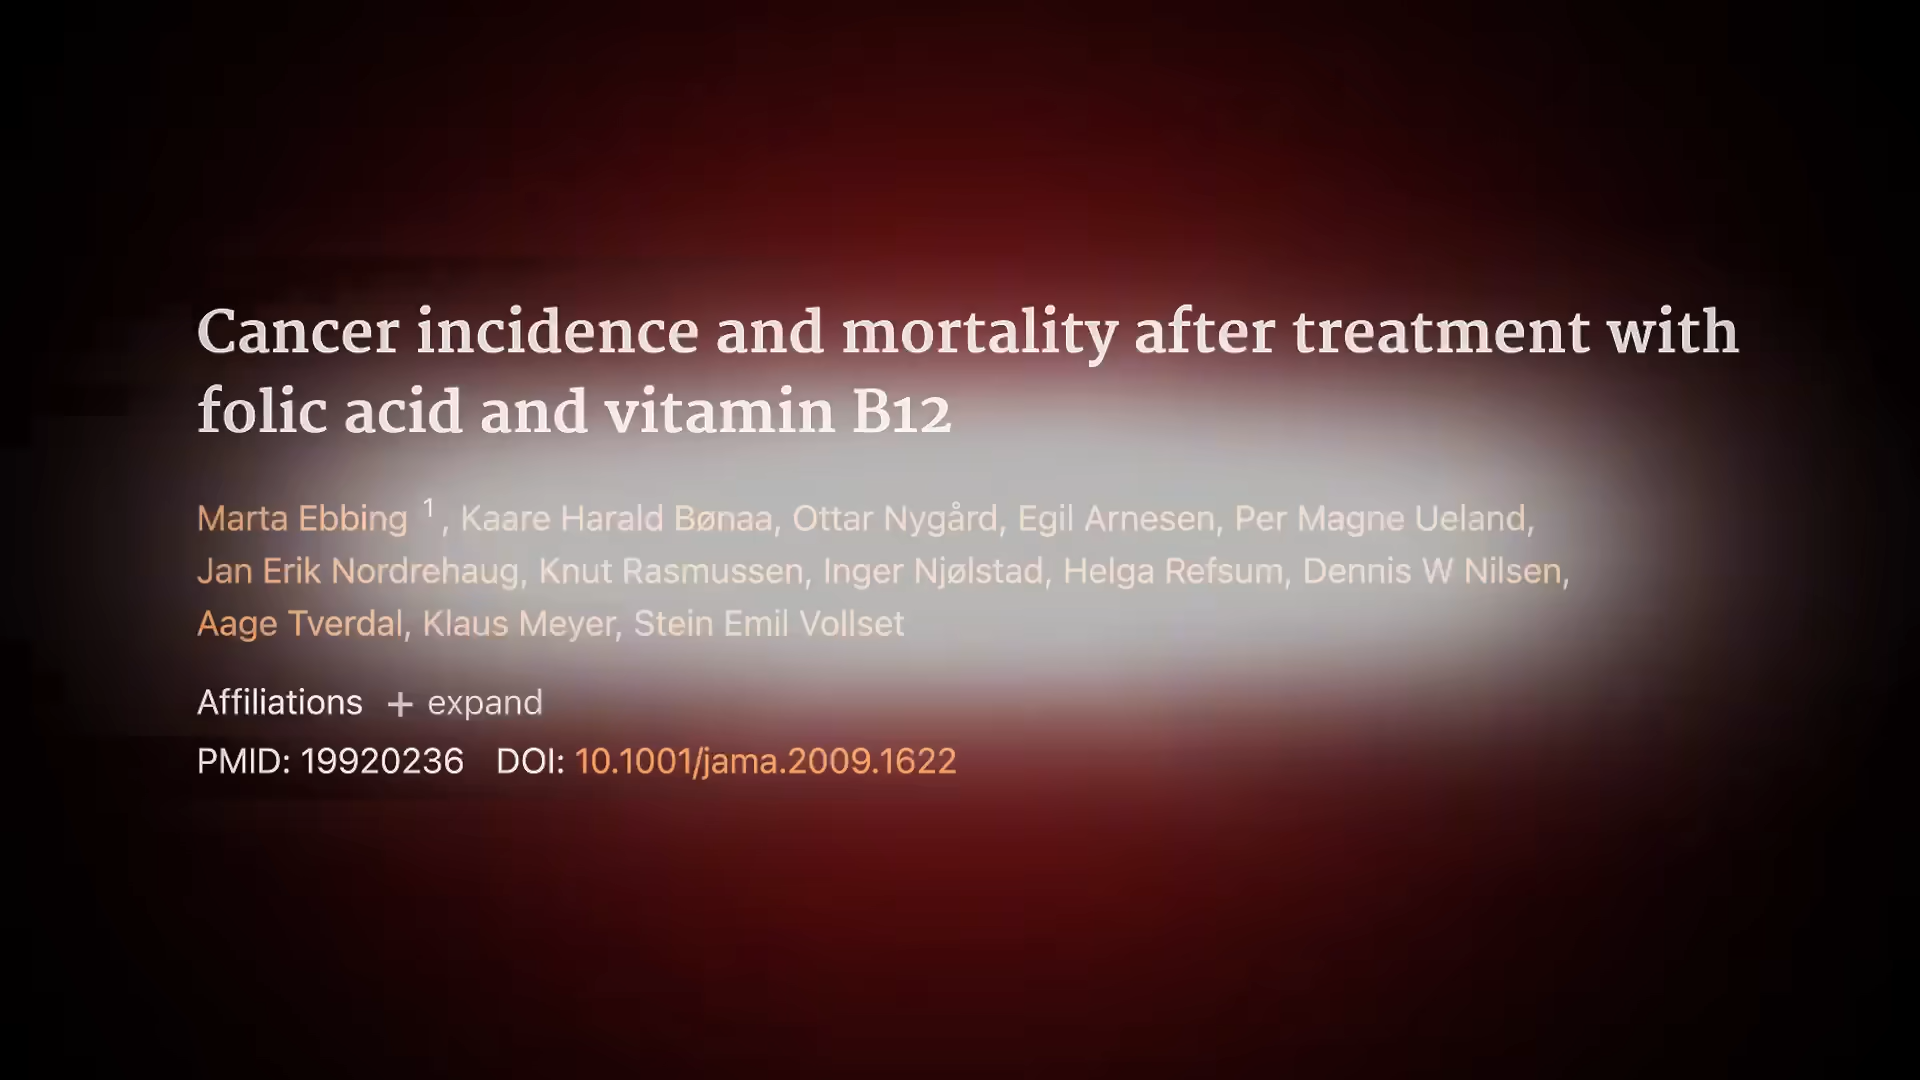 Cancer incidence and mortality after treatment with
folic acid and vitamin B12
Marta Ebbing 1, Kaare Harald Bønaa, Ottar Nygård, Egil Arnesen, Per Magne Ueland,
Jan Erik Nordrehaug, Knut Rasmussen, Inger Njølstad, Helga Refsum, Dennis W Nilsen,
Aage Tverdal, Klaus Meyer, Stein Emil Vollset
Affiliations + expand
PMID: 19920236 DOI: 10.1001/jama.2009.1622